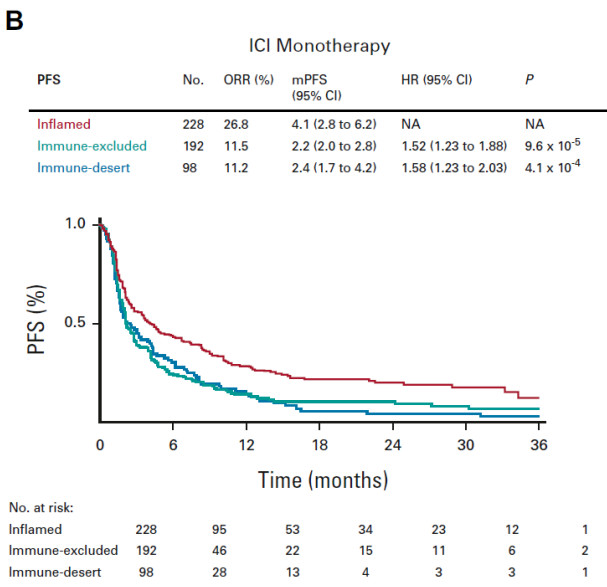 B
ICI Monotherapy
PFS No. ORR (%) mPFS (95% CI) HR (95% CI) P
Inflamed 228 26.8 4.1 (2.8 to 6.2) NA NA
Immune-excluded 192 11.5 2.2 (2.0 to 2.8) 1.52 (1.23 to 1.88) 9.6 x 10-5
Immune-desert 98 11.2 2.4 (1.7 to 4.2) 1.58 (1.23 to 2.03) 4.1 x 10-4
1.0
0.5
PFS (%)
0 6 12 18 24 30 36
Time (months)
No. at risk:
Inflamed 228 95 53 34 23 12 1
Immune-excluded 192 46 22 15 11 6 2
Immune-desert 98 28 13 4 3 3 1